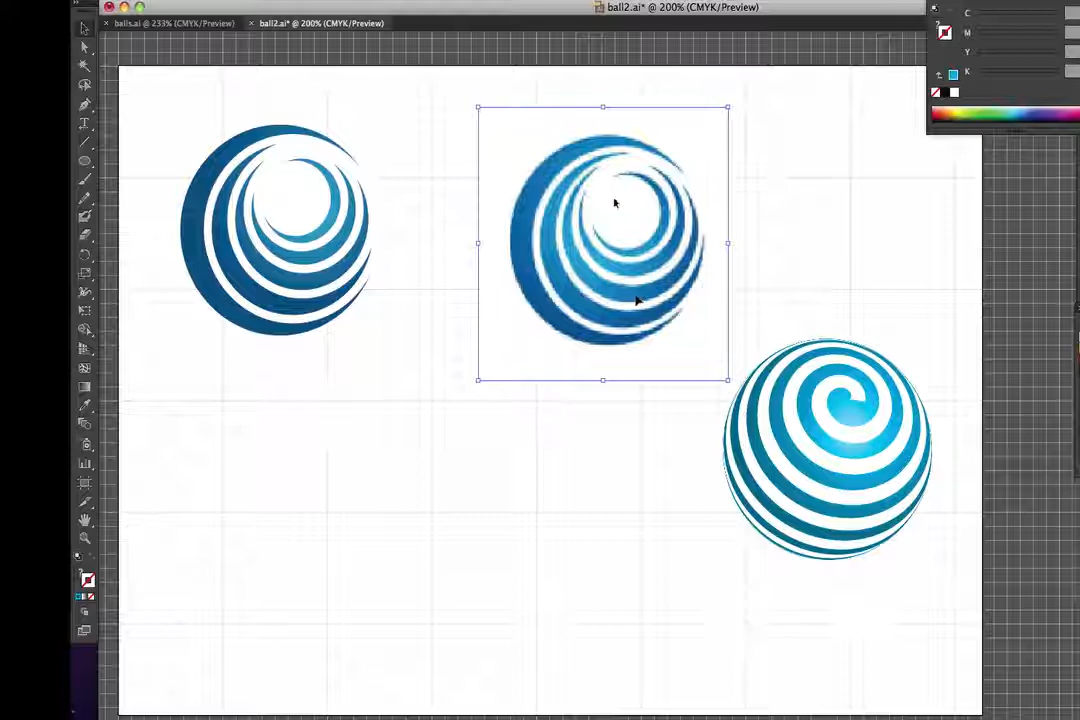 ball2.ai* @ 200% (CMYK/Preview)
balls.ai @ 233% (CMYK/Preview)
ball2.ai* @ 200% (CMYK/Preview)
C
M
Y
K